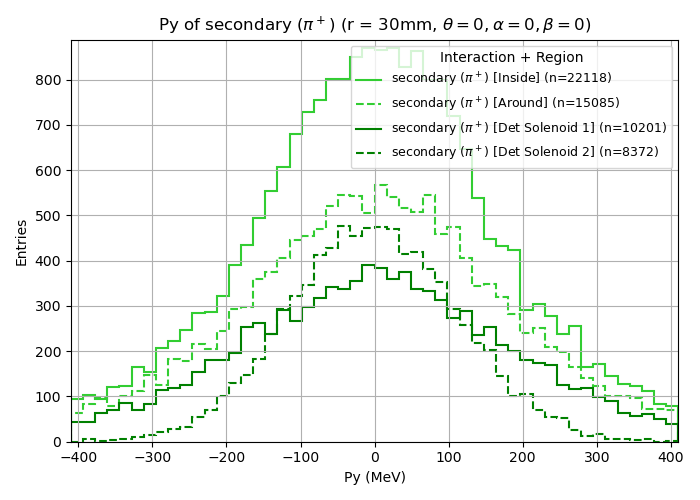 Py of secondary (π⁺) (r = 30mm, θ = 0, α = 0, β = 0)
Interaction + Region
secondary (π⁺) [Inside] (n=22118)
secondary (π⁺) [Around] (n=15085)
secondary (π⁺) [Det Solenoid 1] (n=10201)
secondary (π⁺) [Det Solenoid 2] (n=8372)
Entries
800
700
600
500
400
300
200
100
0
−400 −300 −200 −100 0 100 200 300 400
Py (MeV)